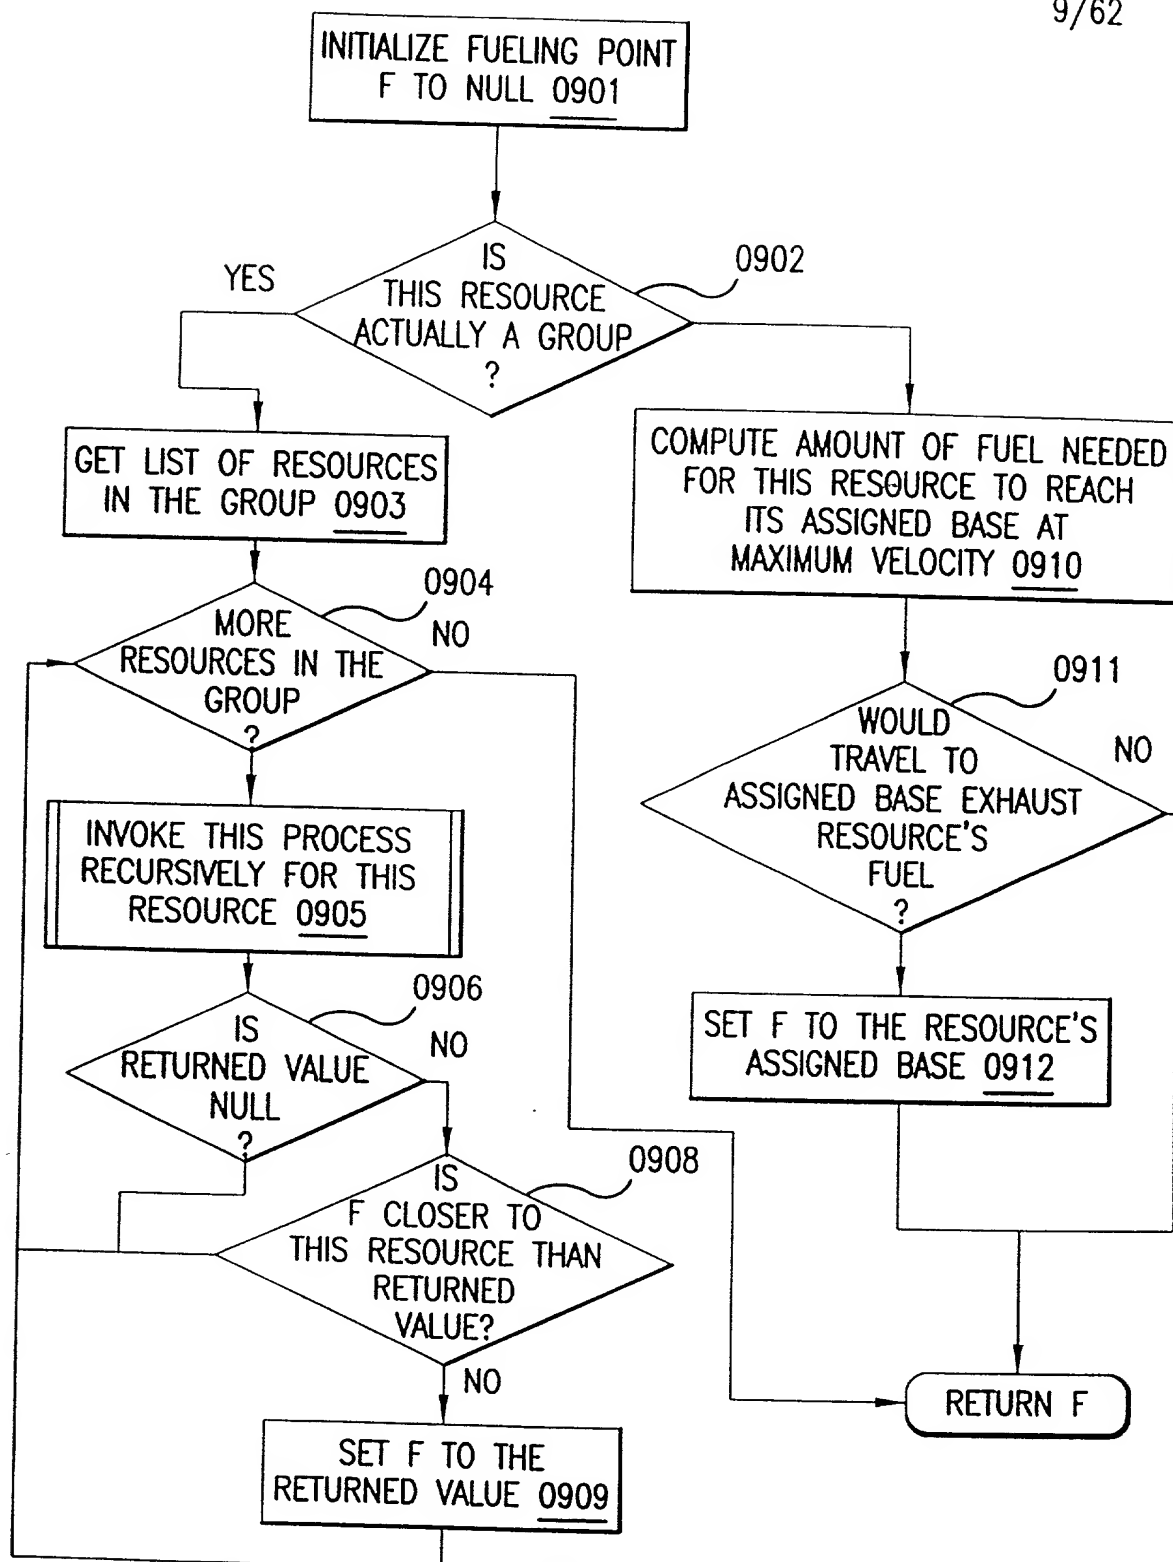 9/62
INITIALIZE FUELING POINT
F TO NULL 0901
IS
THIS RESOURCE
ACTUALLY A GROUP
?
0902
YES
GET LIST OF RESOURCES
IN THE GROUP 0903
MORE
RESOURCES IN THE
GROUP
?
0904
NO
INVOKE THIS PROCESS
RECURSIVELY FOR THIS
RESOURCE 0905
IS
RETURNED VALUE
NULL
?
0906
NO
IS
F CLOSER TO
THIS RESOURCE THAN
RETURNED
VALUE?
0908
NO
SET F TO THE
RETURNED VALUE 0909
COMPUTE AMOUNT OF FUEL NEEDED
FOR THIS RESOURCE TO REACH
ITS ASSIGNED BASE AT
MAXIMUM VELOCITY 0910
WOULD
TRAVEL TO
ASSIGNED BASE EXHAUST
RESOURCE'S
FUEL
?
0911
NO
SET F TO THE RESOURCE'S
ASSIGNED BASE 0912
RETURN F